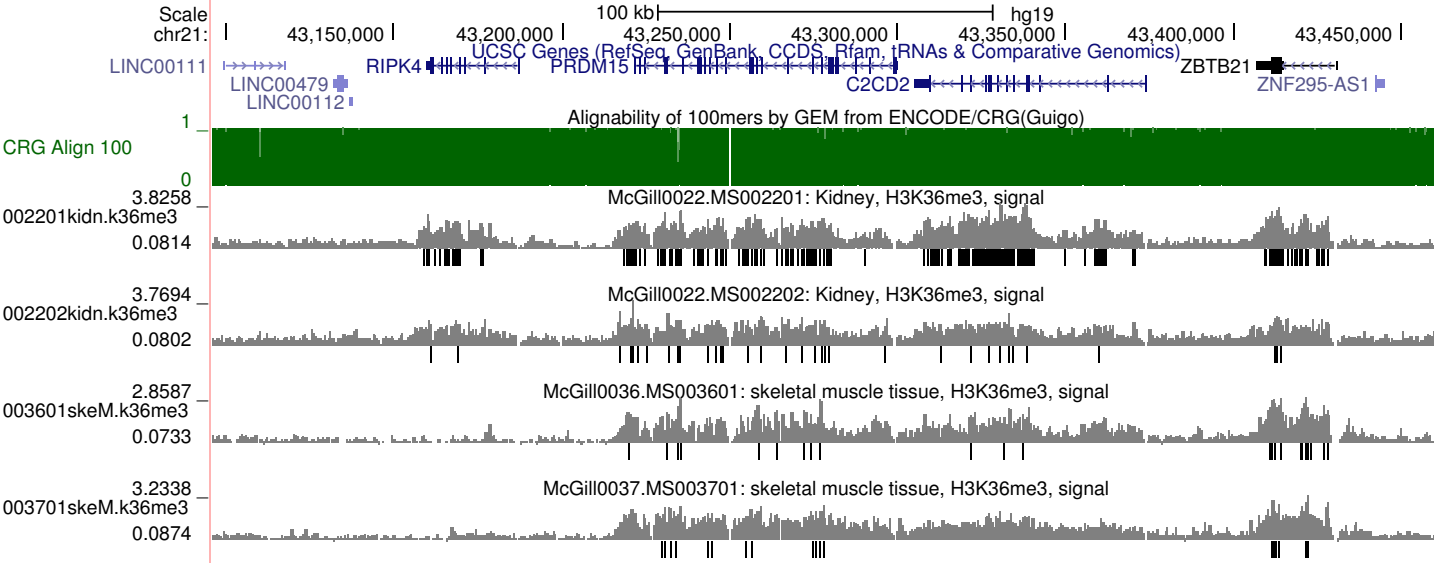 Scale 100 kb hg19
chr21: 43,150,000 43,200,000 43,250,000 43,300,000 43,350,000 43,400,000 43,450,000
UCSC Genes (RefSeq, GenBank, CCDS, Rfam, tRNAs & Comparative Genomics)
LINC00111 RIPK4 PRDM15 ZBTB21
LINC00479 C2CD2 ZNF295-AS1
LINC00112
Alignability of 100mers by GEM from ENCODE/CRG(Guigo)
1
CRG Align 100
0
McGill0022.MS002201: Kidney, H3K36me3, signal
3.8258
002201kidn.k36me3
0.0814
McGill0022.MS002202: Kidney, H3K36me3, signal
3.7694
002202kidn.k36me3
0.0802
McGill0036.MS003601: skeletal muscle tissue, H3K36me3, signal
2.8587
003601skeM.k36me3
0.0733
McGill0037.MS003701: skeletal muscle tissue, H3K36me3, signal
3.2338
003701skeM.k36me3
0.0874